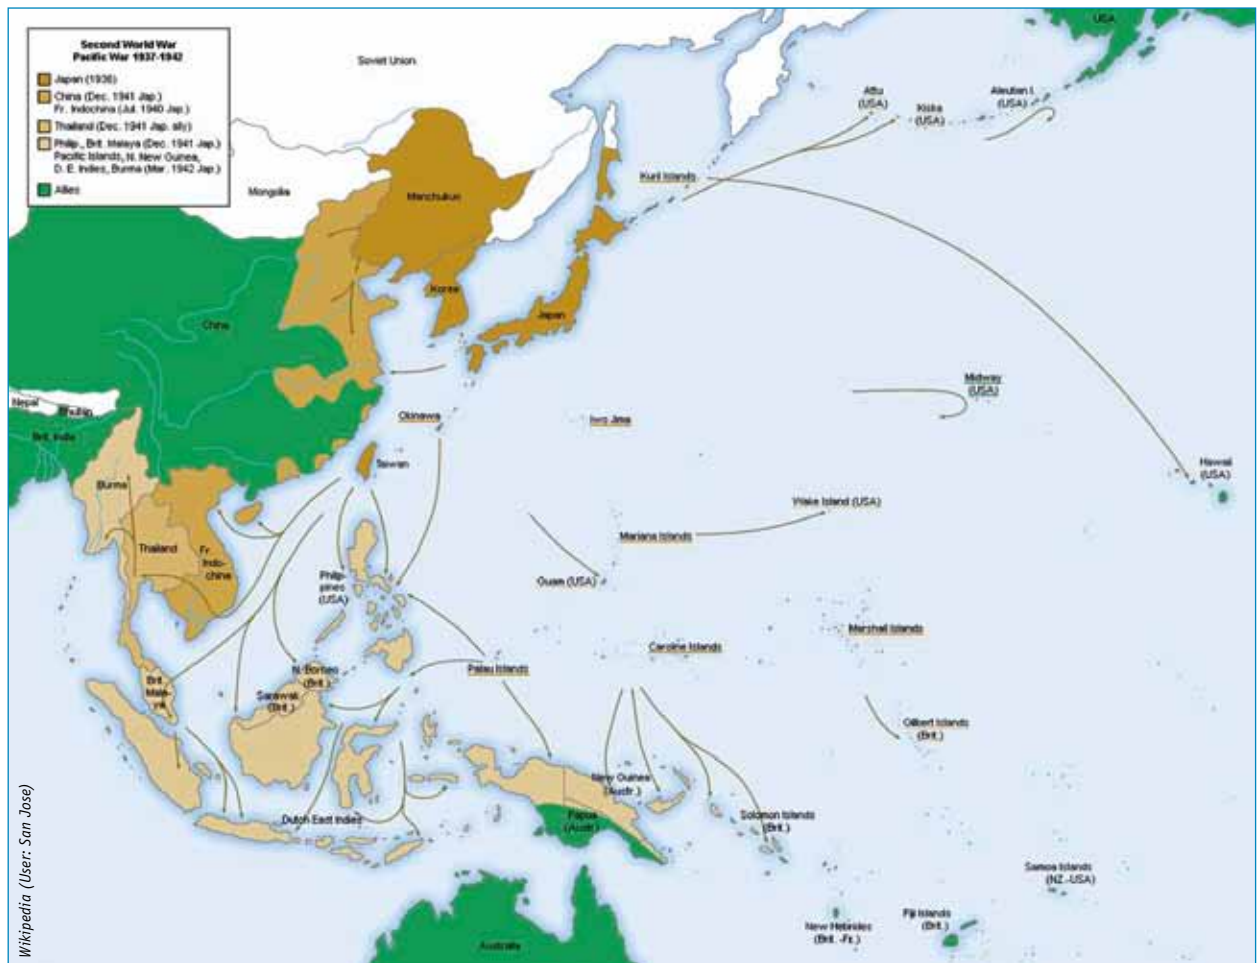 Second World War
Pacific War 1937-1942
Japan (1936)
China (Dec. 1941 Jap.)
Fr. Indochina (Jul. 1940 Jap.)
Thailand (Dec. 1941 Jap. ally)
Philip., Brit. Malaya (Dec. 1941 Jap.)
Pacific Islands, N. New Guinea,
D. E. Indies, Burma (Mar. 1942 Jap.)
Allies
USA
Soviet Union
Attu
(USA)
Kiska
(USA)
Aleutian I.
(USA)
Mongolia
Manchukuo
Kuril Islands
Korea
Japan
China
Nepal
Bhutan
Brit. India
Okinawa
Iwo Jima
Midway
(USA)
Taiwan
Hawaii
(USA)
Burma
Thailand
Fr.
Indo-
china
Philip-
pines
(USA)
Wake Island (USA)
Mariana Islands
Guam (USA)
Marshall Islands
Caroline Islands
Palau Islands
N. Borneo
(Brit.)
Sarawak
(Brit.)
Brit.
Mala-
ya
Gilbert Islands
(Brit.)
New Guinea
(Austr.)
Papua
(Austr.)
Dutch East Indies
Solomon Islands
(Brit.)
Samoa Islands
(NZ.-USA)
New Hebrides
(Brit. -Fr.)
Fiji Islands
(Brit.)
Australia
Wikipedia (User: San Jose)